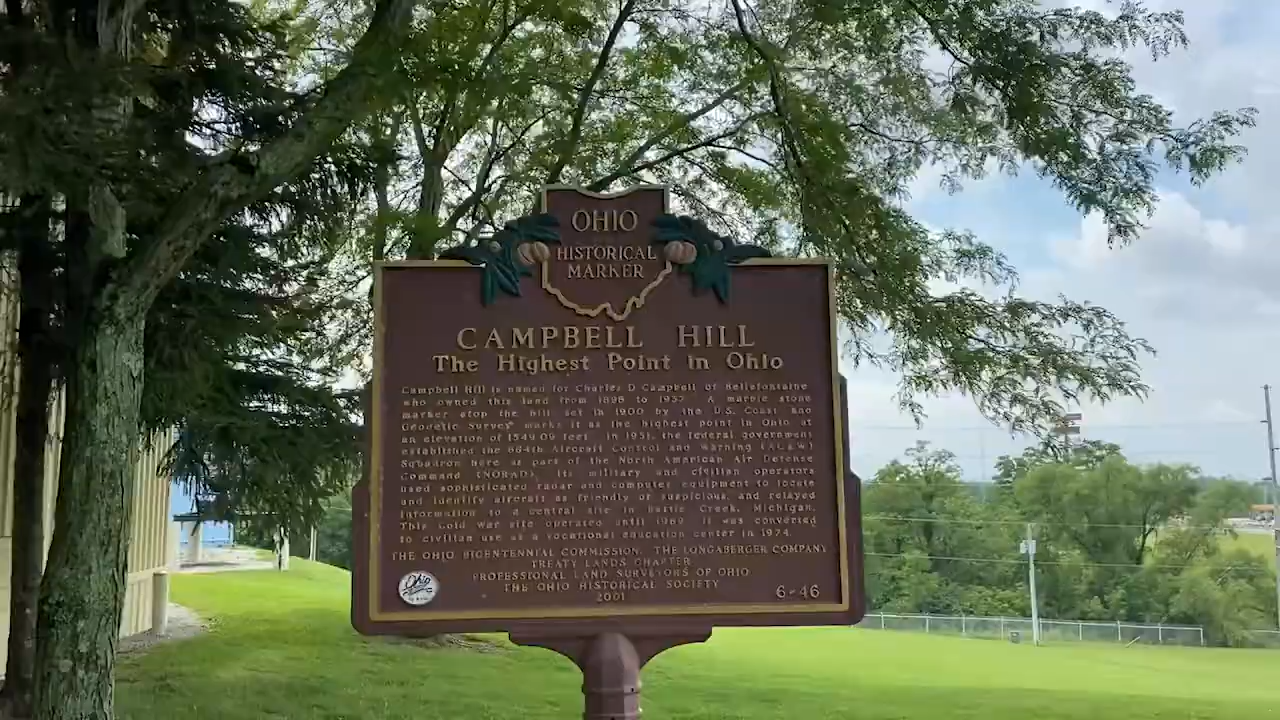 OHIO
HISTORICAL
MARKER
CAMPBELL HILL
The Highest Point in Ohio
Campbell Hill is named for Charles D. Campbell of Bellefontaine
who owned this land from 1898 to 1937. A marble stone
marker atop the hill set in 1900 by the U.S. Coast and
Geodetic Survey marks it as the highest point in Ohio at
an elevation of 1549.09 feet. In 1951, the federal government
established the 664th Aircraft Control and Warning (AC&W)
Squadron here as part of the North American Air Defense
Command (NORAD). military and civilian operators
used sophisticated radar and computer equipment to locate
and identify aircraft as friendly or suspicious, and relayed
information to a central site in Battle Creek, Michigan.
This Cold War site operated until 1969. It was converted
to civilian use as a vocational education center in 1974.
THE OHIO BICENTENNIAL COMMISSION, THE LONGABERGER COMPANY
TREATY LANDS CHAPTER
PROFESSIONAL LAND SURVEYORS OF OHIO
THE OHIO HISTORICAL SOCIETY
2001
6-46
Ohio